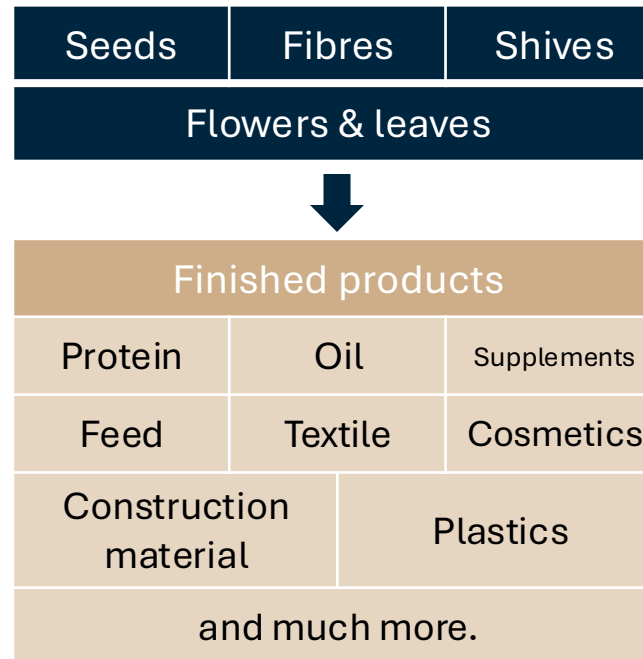 Seeds
Fibres
Shives
Flowers & leaves
Finished products
Protein
Oil
Supplements
Feed
Textile
Cosmetics
Construction
material
Plastics
and much more.